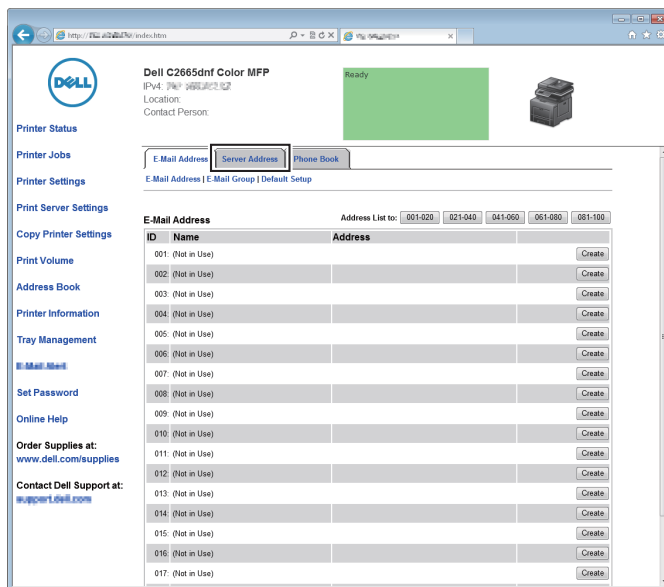 http:// /index.htm
DELL
Dell C2665dnf Color MFP
IPv4:
Location:
Contact Person:
Ready
Printer Status
Printer Jobs
Printer Settings
Print Server Settings
Copy Printer Settings
Print Volume
Address Book
Printer Information
Tray Management
E-Mail Alert
Set Password
Online Help
Order Supplies at:
www.dell.com/supplies
Contact Dell Support at:
support.dell.com
E-Mail Address Server Address Phone Book
E-Mail Address | E-Mail Group | Default Setup
E-Mail Address Address List to: 001-020 021-040 041-060 061-080 081-100
ID Name Address
001: (Not in Use) Create
002: (Not in Use) Create
003: (Not in Use) Create
004: (Not in Use) Create
005: (Not in Use) Create
006: (Not in Use) Create
007: (Not in Use) Create
008: (Not in Use) Create
009: (Not in Use) Create
010: (Not in Use) Create
011: (Not in Use) Create
012: (Not in Use) Create
013: (Not in Use) Create
014: (Not in Use) Create
015: (Not in Use) Create
016: (Not in Use) Create
017: (Not in Use) Create